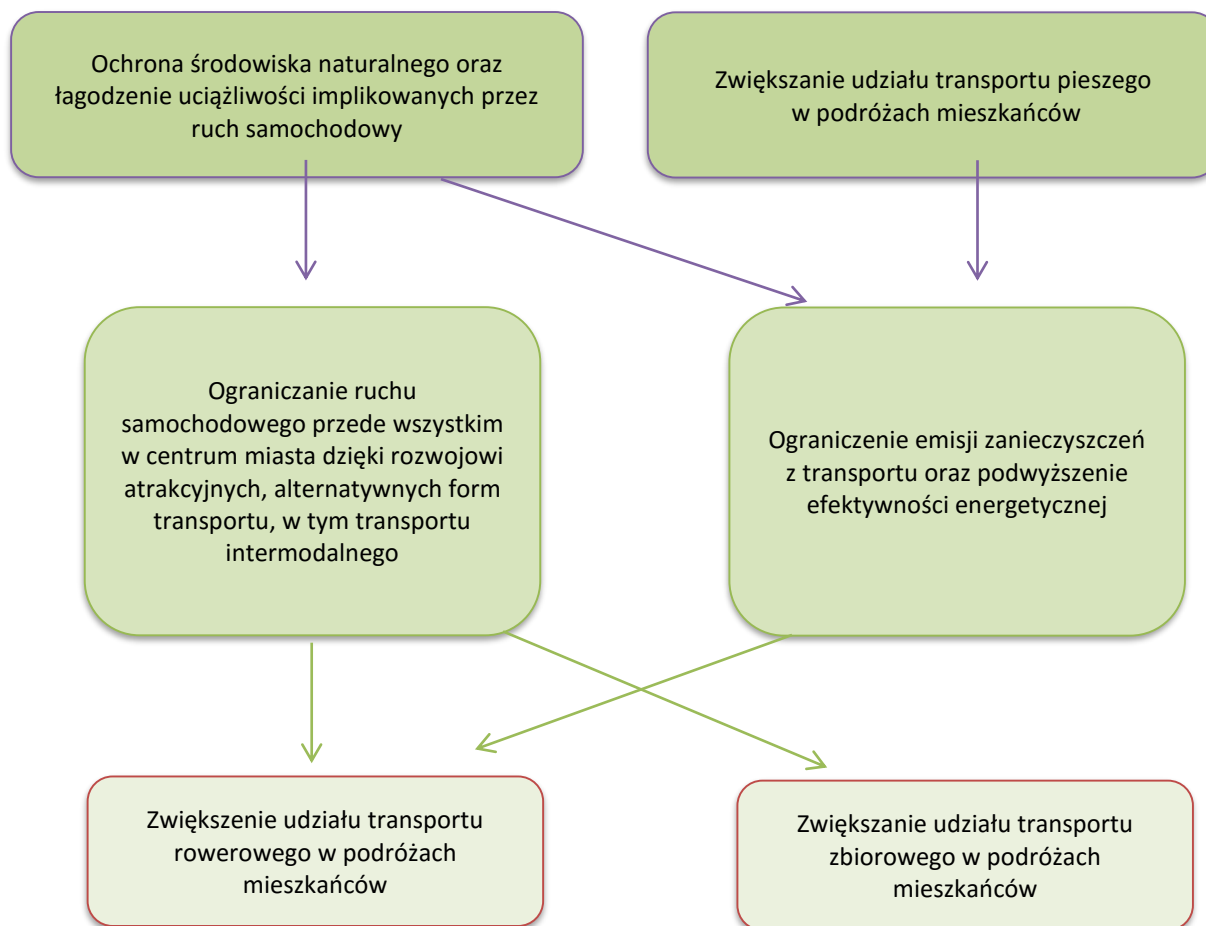 Ochrona środowiska naturalnego oraz
łagodzenie uciążliwości implikowanych przez
ruch samochodowy
Zwiększanie udziału transportu pieszego
w podróżach mieszkańców
Ograniczanie ruchu
samochodowego przede wszystkim
w centrum miasta dzięki rozwojowi
atrakcyjnych, alternatywnych form
transportu, w tym transportu
intermodalnego
Ograniczenie emisji zanieczyszczeń
z transportu oraz podwyższenie
efektywności energetycznej
Zwiększenie udziału transportu
rowerowego w podróżach
mieszkańców
Zwiększanie udziału transportu
zbiorowego w podróżach
mieszkańców